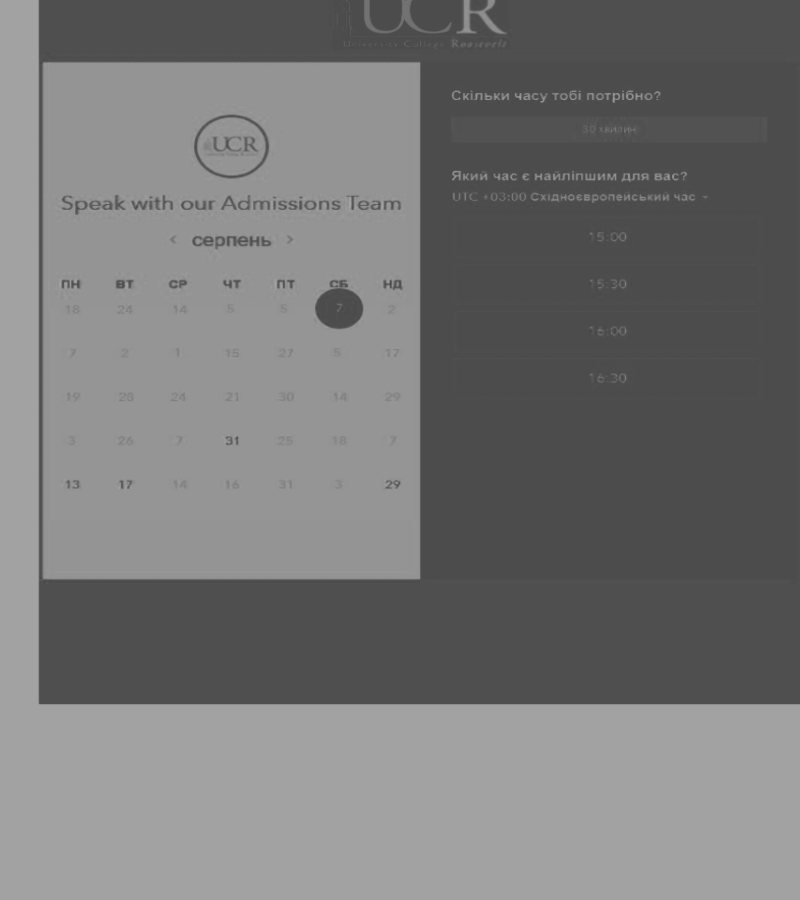 UCR
University College Roosevelt
UCR
Speak with our Admissions Team
< серпень >
ПН ВТ СР ЧТ ПТ СБ НД
18 24 14 5 5 7 2
7 2 1 15 27 5 17
19 28 24 21 30 14 29
3 26 7 31 25 18 7
13 17 14 16 31 3 29
Скільки часу тобі потрібно?
30 хвилин
Який час є найліпшим для вас?
UTC +03:00 Східноєвропейський час
15:00
15:30
16:00
16:30